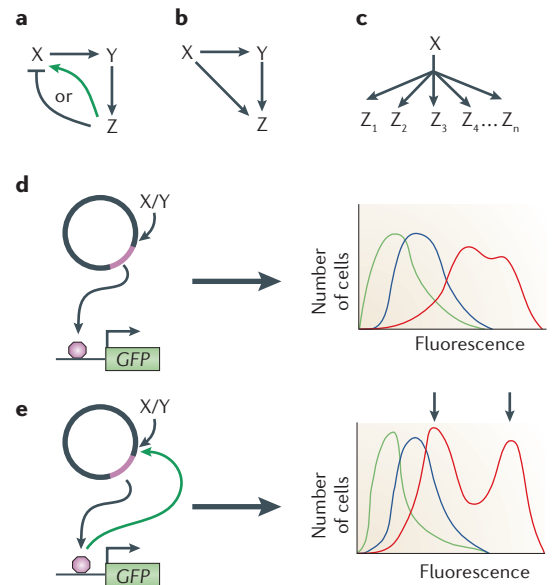 a
X
Y
or
Z
b
X
Y
Z
c
X
Z1 Z2 Z3 Z4... Zn
d
X/Y
GFP
Number
of cells
Fluorescence
e
X/Y
GFP
Number
of cells
Fluorescence